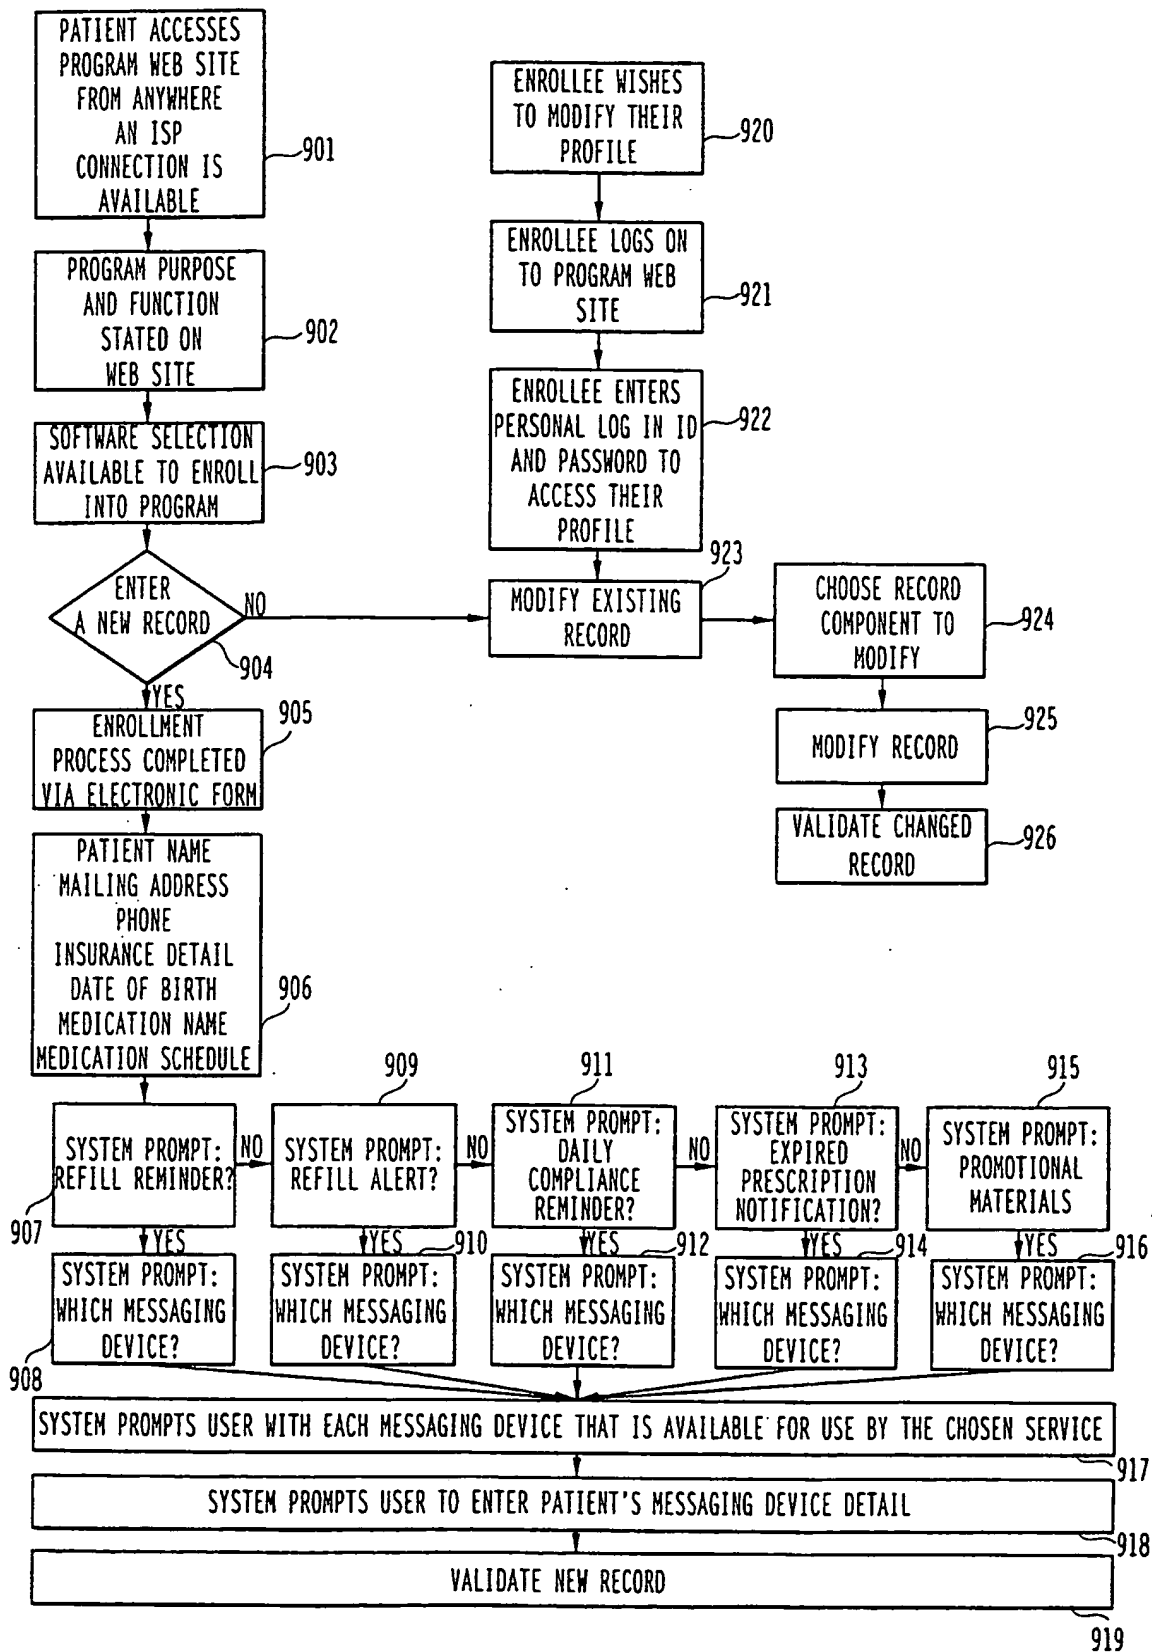 PATIENT ACCESSES
PROGRAM WEB SITE
FROM ANYWHERE
AN ISP
CONNECTION IS
AVAILABLE
901
PROGRAM PURPOSE
AND FUNCTION
STATED ON
WEB SITE
902
SOFTWARE SELECTION
AVAILABLE TO ENROLL
INTO PROGRAM
903
ENTER
A NEW RECORD
904
NO
YES
ENROLLMENT
PROCESS COMPLETED
VIA ELECTRONIC FORM
905
PATIENT NAME
MAILING ADDRESS
PHONE
INSURANCE DETAIL
DATE OF BIRTH
MEDICATION NAME
MEDICATION SCHEDULE
906
ENROLLEE WISHES
TO MODIFY THEIR
PROFILE
920
ENROLLEE LOGS ON
TO PROGRAM WEB
SITE
921
ENROLLEE ENTERS
PERSONAL LOG IN ID
AND PASSWORD TO
ACCESS THEIR
PROFILE
922
MODIFY EXISTING
RECORD
923
CHOOSE RECORD
COMPONENT TO
MODIFY
924
MODIFY RECORD
925
VALIDATE CHANGED
RECORD
926
SYSTEM PROMPT:
REFILL REMINDER?
907
NO
YES
SYSTEM PROMPT:
WHICH MESSAGING
DEVICE?
908
SYSTEM PROMPT:
REFILL ALERT?
909
NO
YES
SYSTEM PROMPT:
WHICH MESSAGING
DEVICE?
910
SYSTEM PROMPT:
DAILY
COMPLIANCE
REMINDER?
911
NO
YES
SYSTEM PROMPT:
WHICH MESSAGING
DEVICE?
912
SYSTEM PROMPT:
EXPIRED
PRESCRIPTION
NOTIFICATION?
913
NO
YES
SYSTEM PROMPT:
WHICH MESSAGING
DEVICE?
914
SYSTEM PROMPT:
PROMOTIONAL
MATERIALS
915
YES
SYSTEM PROMPT:
WHICH MESSAGING
DEVICE?
916
SYSTEM PROMPTS USER WITH EACH MESSAGING DEVICE THAT IS AVAILABLE FOR USE BY THE CHOSEN SERVICE
917
SYSTEM PROMPTS USER TO ENTER PATIENT'S MESSAGING DEVICE DETAIL
918
VALIDATE NEW RECORD
919